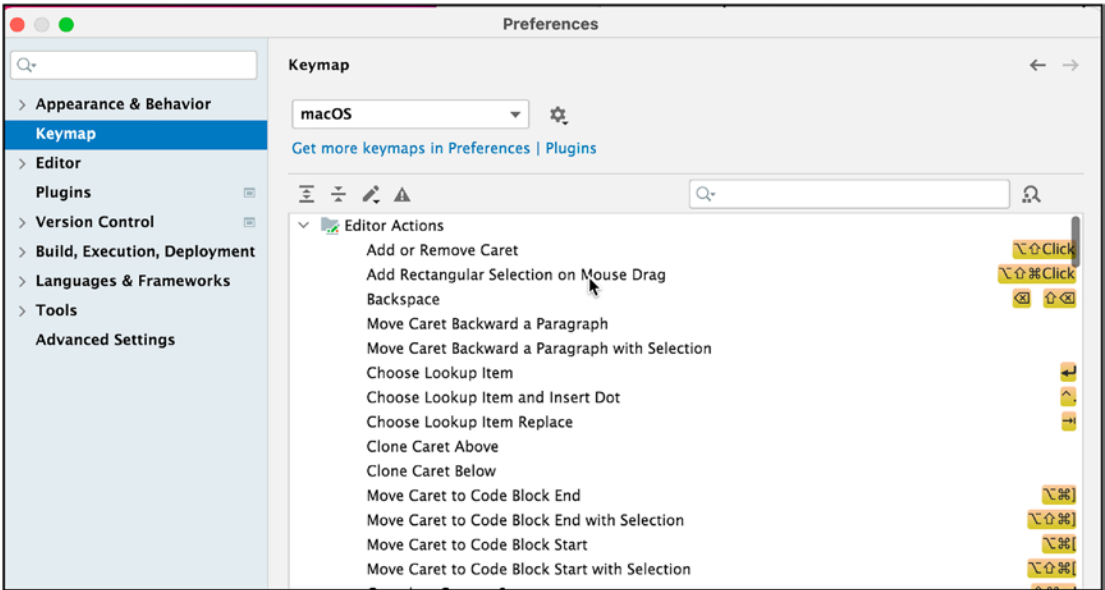 Preferences
Keymap
Appearance & Behavior
Keymap
Editor
Plugins
Version Control
Build, Execution, Deployment
Languages & Frameworks
Tools
Advanced Settings
macOS
Get more keymaps in Preferences | Plugins
Editor Actions
Add or Remove Caret ⌥⇧Click
Add Rectangular Selection on Mouse Drag ⌥⇧⌘Click
Backspace ⌫ ⇧⌫
Move Caret Backward a Paragraph
Move Caret Backward a Paragraph with Selection
Choose Lookup Item ↩
Choose Lookup Item and Insert Dot ^.
Choose Lookup Item Replace ⇥
Clone Caret Above
Clone Caret Below
Move Caret to Code Block End ⌥⌘]
Move Caret to Code Block End with Selection ⌥⇧⌘]
Move Caret to Code Block Start ⌥⌘[
Move Caret to Code Block Start with Selection ⌥⇧⌘[